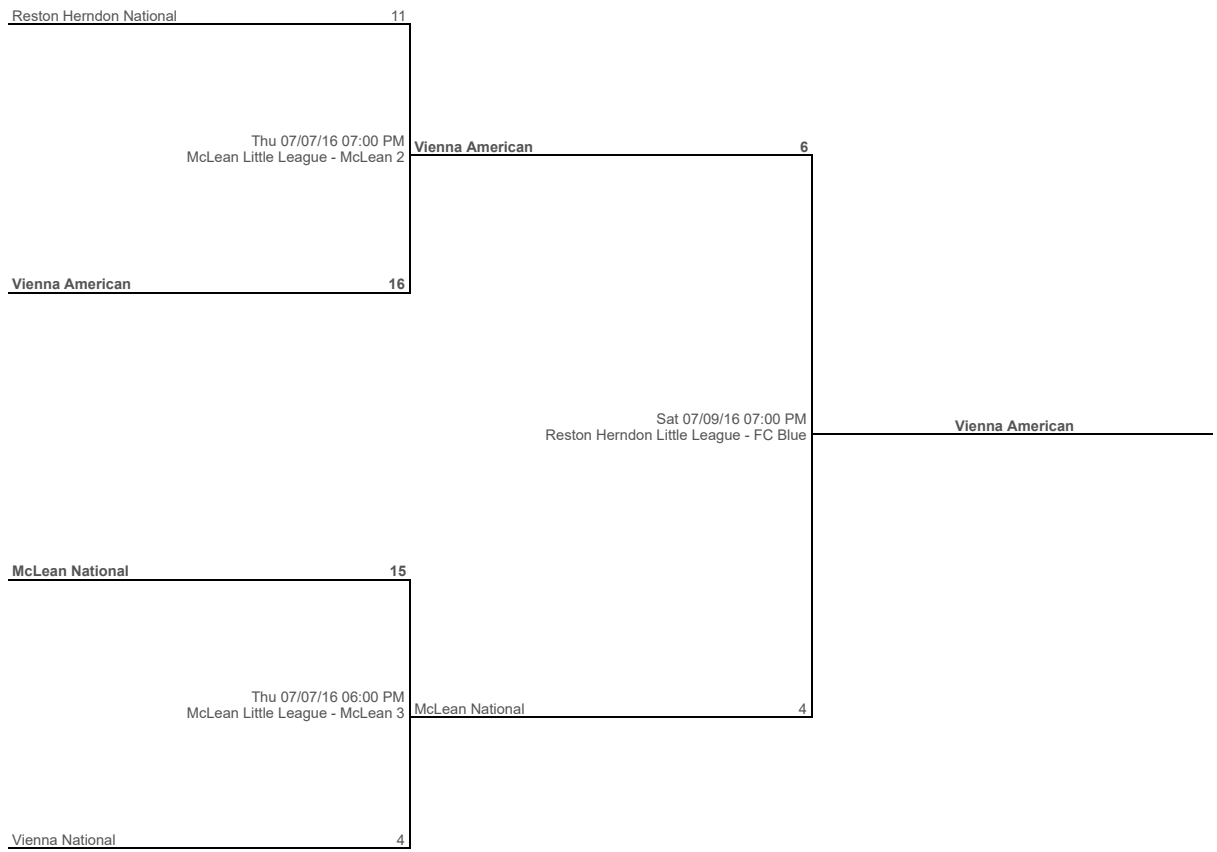 Reston Herndon National 11
Thu 07/07/16 07:00 PM
McLean Little League - McLean 2
Vienna American 6
Vienna American 16
Sat 07/09/16 07:00 PM
Reston Herndon Little League - FC Blue
Vienna American
McLean National 15
Thu 07/07/16 06:00 PM
McLean Little League - McLean 3
McLean National 4
Vienna National 4